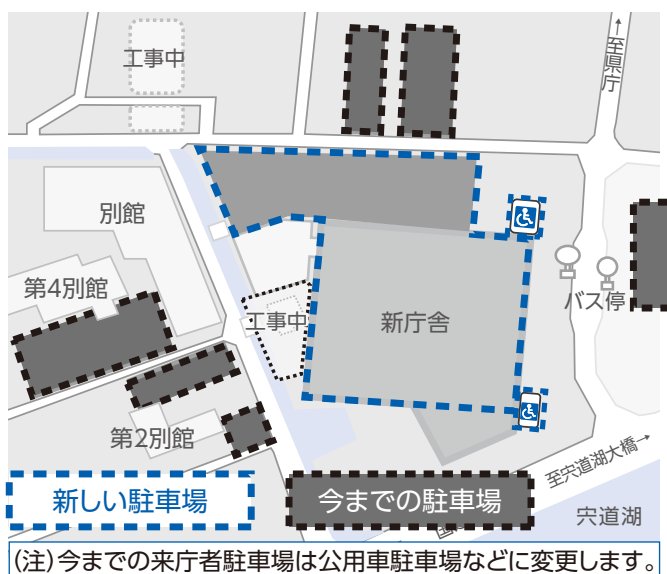 工事中
←至県庁
別館
第4別館
工事中
新庁舎
バス停
第2別館
新しい駐車場
今までの駐車場
至宍道湖大橋→
宍道湖
(注)今までの来庁者駐車場は公用車駐車場などに変更します。